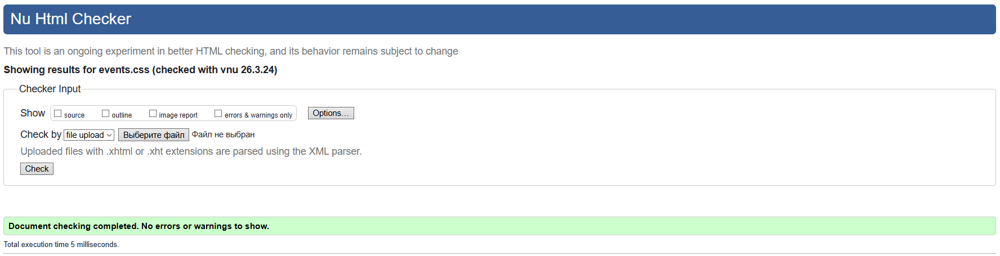 Nu Html Checker
This tool is an ongoing experiment in better HTML checking, and its behavior remains subject to change
Showing results for events.css (checked with vnu 26.3.24)
Checker Input
Show source outline image report errors & warnings only Options...
Check by file upload Выберите файл Файл не выбран
Uploaded files with .xhtml or .xht extensions are parsed using the XML parser.
Check
Document checking completed. No errors or warnings to show.
Total execution time 5 milliseconds.